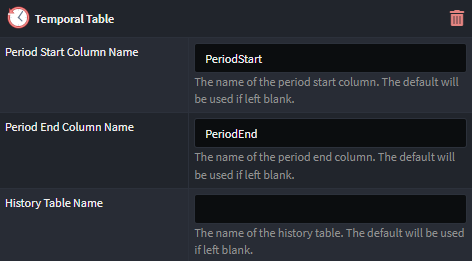 Temporal Table
Period Start Column Name
PeriodStart
The name of the period start column. The default will
be used if left blank.
Period End Column Name
PeriodEnd
The name of the period end column. The default will
be used if left blank.
History Table Name
The name of the history table. The default will be used
if left blank.